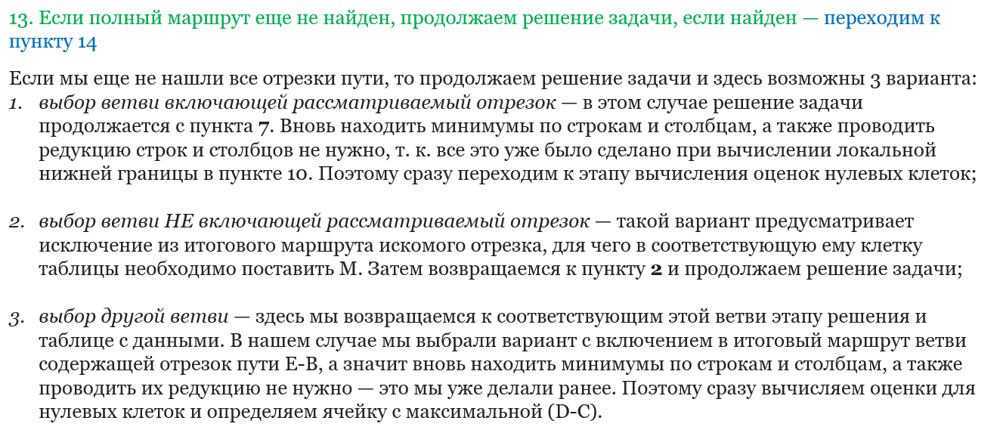 13. Если полный маршрут еще не найден, продолжаем решение задачи, если найден — переходим к
пункту 14
Если мы еще не нашли все отрезки пути, то продолжаем решение задачи и здесь возможны 3 варианта:
1. выбор ветви включающей рассматриваемый отрезок — в этом случае решение задачи
продолжается с пункта 7. Вновь находить минимумы по строкам и столбцам, а также проводить
редукцию строк и столбцов не нужно, т. к. все это уже было сделано при вычислении локальной
нижней границы в пункте 10. Поэтому сразу переходим к этапу вычисления оценок нулевых клеток;
2. выбор ветви НЕ включающей рассматриваемый отрезок — такой вариант предусматривает
исключение из итогового маршрута искомого отрезка, для чего в соответствующую ему клетку
таблицы необходимо поставить М. Затем возвращаемся к пункту 2 и продолжаем решение задачи;
3. выбор другой ветви — здесь мы возвращаемся к соответствующим этой ветви этапу решения и
таблице с данными. В нашем случае мы выбрали вариант с включением в итоговый маршрут ветви
содержащей отрезок пути E-B, а значит вновь находить минимумы по строкам и столбцам, а также
проводить их редукцию не нужно — это мы уже делали ранее. Поэтому сразу вычисляем оценки для
нулевых клеток и определяем ячейку с максимальной (D-C).